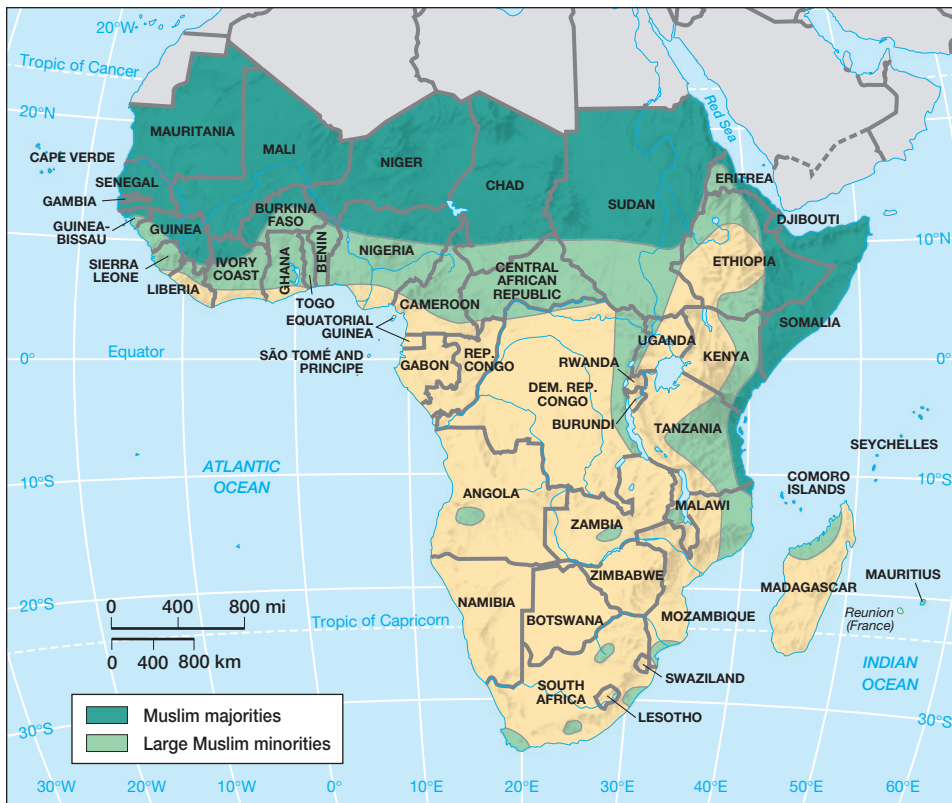 20°W
Tropic of Cancer
20°N
Red Sea
MAURITANIA
MALI
NIGER
CHAD
SUDAN
ERITREA
DJIBOUTI
CAPE VERDE
SENEGAL
GAMBIA
GUINEA-
BISSAU
GUINEA
BURKINA
FASO
10°N
SIERRA
LEONE
LIBERIA
IVORY
COAST
GHANA
BENIN
TOGO
NIGERIA
CAMEROON
CENTRAL
AFRICAN
REPUBLIC
ETHIOPIA
SOMALIA
EQUATORIAL
GUINEA
SÃO TOMÉ AND
PRINCIPE
0°
Equator
GABON
REP.
CONGO
DEM. REP.
CONGO
RWANDA
BURUNDI
UGANDA
KENYA
0°
TANZANIA
SEYCHELLES
ATLANTIC
OCEAN
10°S
COMORO
ISLANDS
10°S
ANGOLA
ZAMBIA
MALAWI
ZIMBABWE
MOZAMBIQUE
MADAGASCAR
MAURITIUS
Reunion
(France)
0 400 800 mi
0 400 800 km
20°S
Tropic of Capricorn
NAMIBIA
BOTSWANA
20°S
INDIAN
OCEAN
SOUTH
AFRICA
SWAZILAND
LESOTHO
Muslim majorities
Large Muslim minorities
30°S
30°S
30°W
20°W
10°W
0°
10°E
20°E
30°E
40°E
50°E
60°E